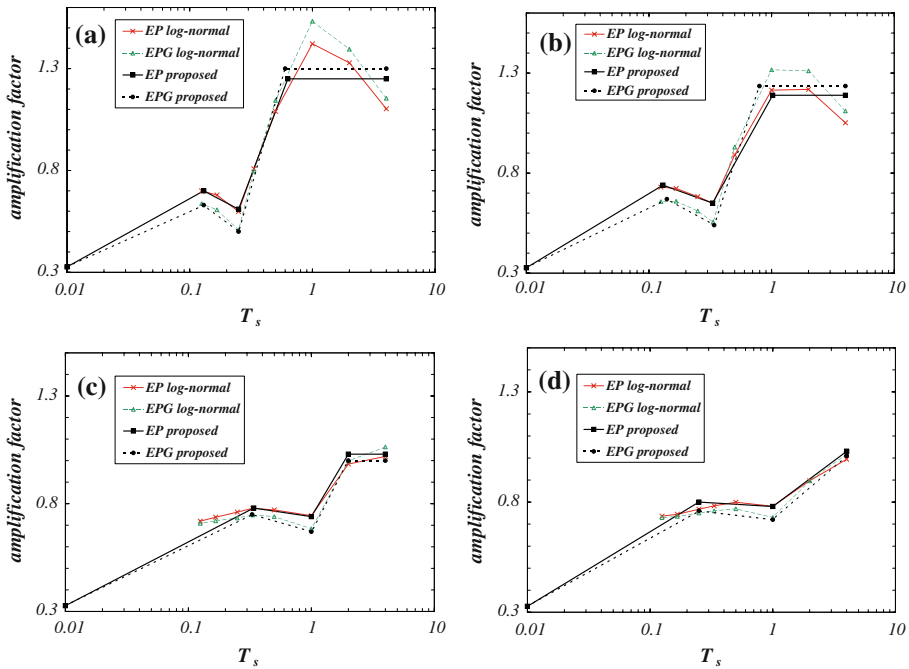 (a)
EP log-normal
EPG log-normal
EP proposed
EPG proposed
amplification factor
1.3
0.8
0.3
0.01
0.1
1
10
T s
(b)
EP log-normal
EPG log-normal
EP proposed
EPG proposed
amplification factor
1.3
0.8
0.3
0.01
0.1
1
10
T s
(c)
EP log-normal
EPG log-normal
EP proposed
EPG proposed
amplification factor
1.3
0.8
0.3
0.01
0.1
1
10
T s
(d)
EP log-normal
EPG log-normal
EP proposed
EPG proposed
amplification factor
1.3
0.8
0.3
0.01
0.1
1
10
T s